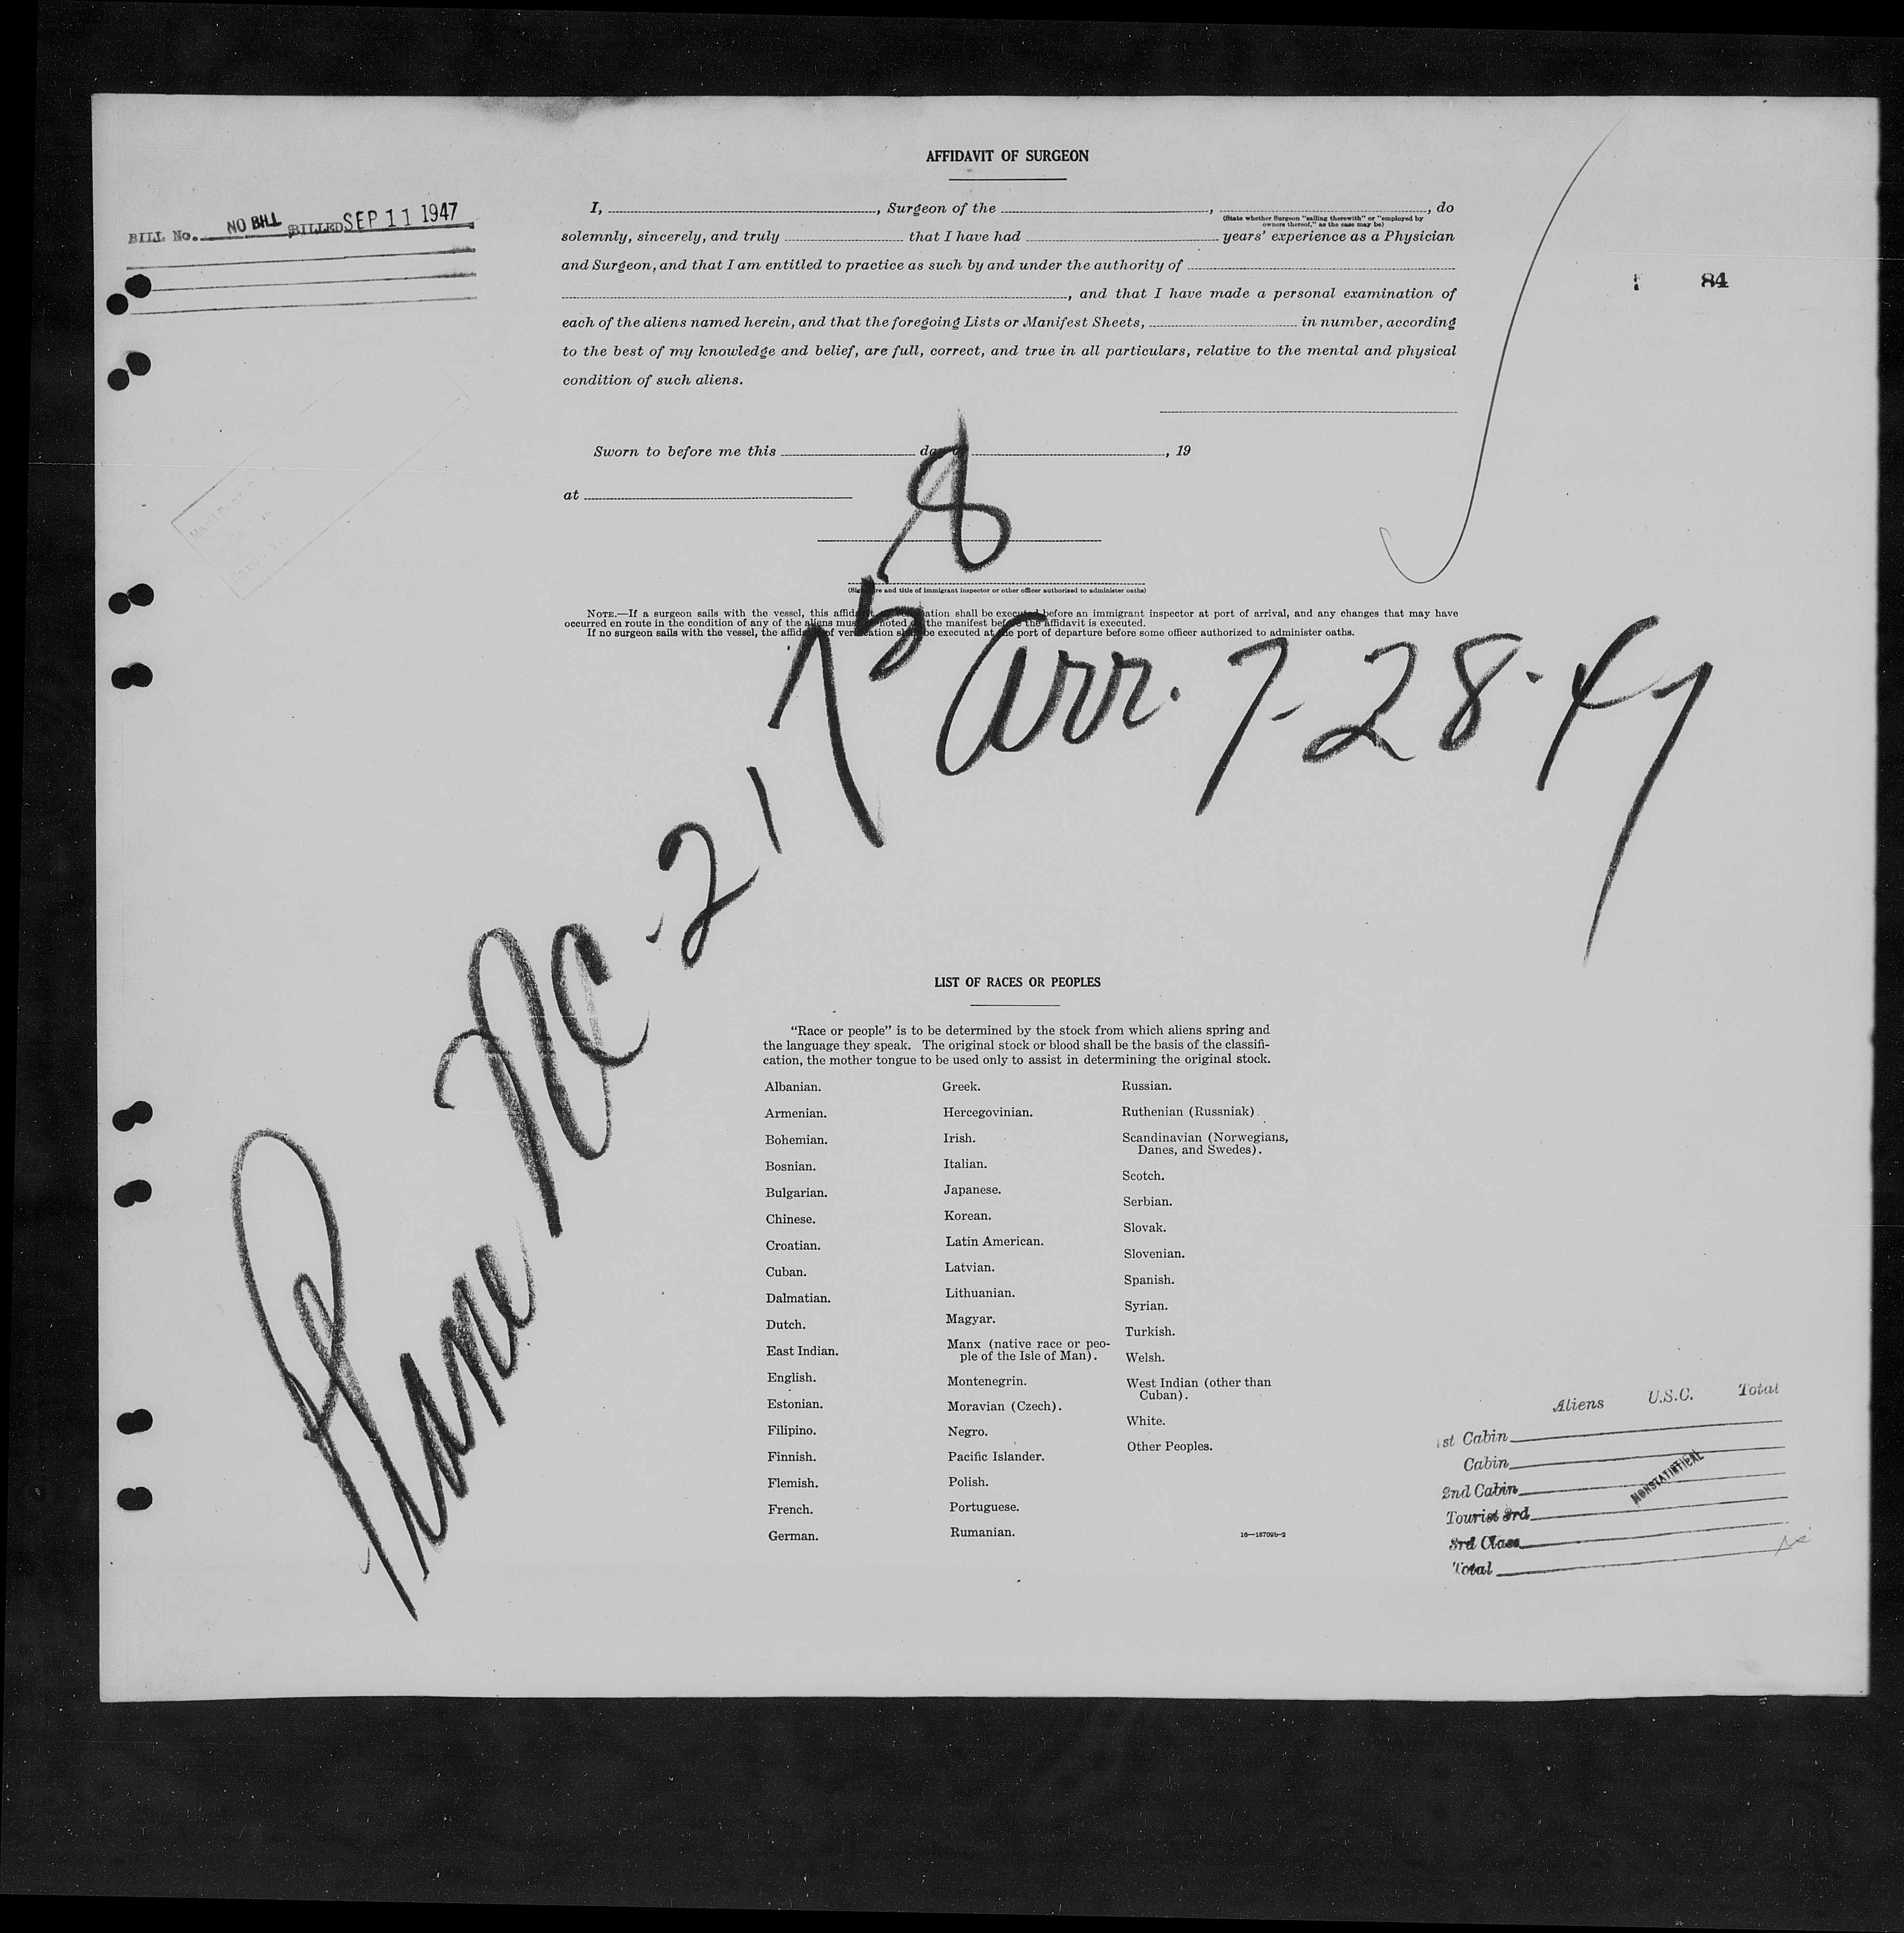 AFFIDAVIT OF SURGEON
BILL No. NO BILL BILLED SEP 11 1947
I, , Surgeon of the , , do
(State whether Surgeon "sailing therewith" or "employed by
owners thereof," as the case may be)
solemnly, sincerely, and truly that I have had years' experience as a Physician
and Surgeon, and that I am entitled to practice as such by and under the authority of
, and that I have made a personal examination of
84
each of the aliens named herein, and that the foregoing Lists or Manifest Sheets, in number, according
to the best of my knowledge and belief, are full, correct, and true in all particulars, relative to the mental and physical
condition of such aliens.
Sworn to before me this day , 19
at
(Signature and title of immigrant inspector or other officer authorized to administer oaths)
NOTE.—If a surgeon sails with the vessel, this affidavit verification shall be executed before an immigrant inspector at port of arrival, and any changes that may have
occurred en route in the condition of any of the aliens must noted the manifest before the affidavit is executed.
If no surgeon sails with the vessel, the affidavit of verification shall be executed at the port of departure before some officer authorized to administer oaths.
Plane NC-21758
Arr. 7-28-47
LIST OF RACES OR PEOPLES
"Race or people" is to be determined by the stock from which aliens spring and
the language they speak. The original stock or blood shall be the basis of the classifi-
cation, the mother tongue to be used only to assist in determining the original stock.
Albanian.
Armenian.
Bohemian.
Bosnian.
Bulgarian.
Chinese.
Croatian.
Cuban.
Dalmatian.
Dutch.
East Indian.
English.
Estonian.
Filipino.
Finnish.
Flemish.
French.
German.
Greek.
Hercegovinian.
Irish.
Italian.
Japanese.
Korean.
Latin American.
Latvian.
Lithuanian.
Magyar.
Manx (native race or peo-
ple of the Isle of Man).
Montenegrin.
Moravian (Czech).
Negro.
Pacific Islander.
Polish.
Portuguese.
Rumanian.
Russian.
Ruthenian (Russniak).
Scandinavian (Norwegians,
Danes, and Swedes).
Scotch.
Serbian.
Slovak.
Slovenian.
Spanish.
Syrian.
Turkish.
Welsh.
West Indian (other than
Cuban).
White.
Other Peoples.
16—18709b-2
Aliens U.S.C. Total
1st Cabin
Cabin
2nd Cabin
Tourist 3rd
3rd Class
Total
NONSTATISTICAL